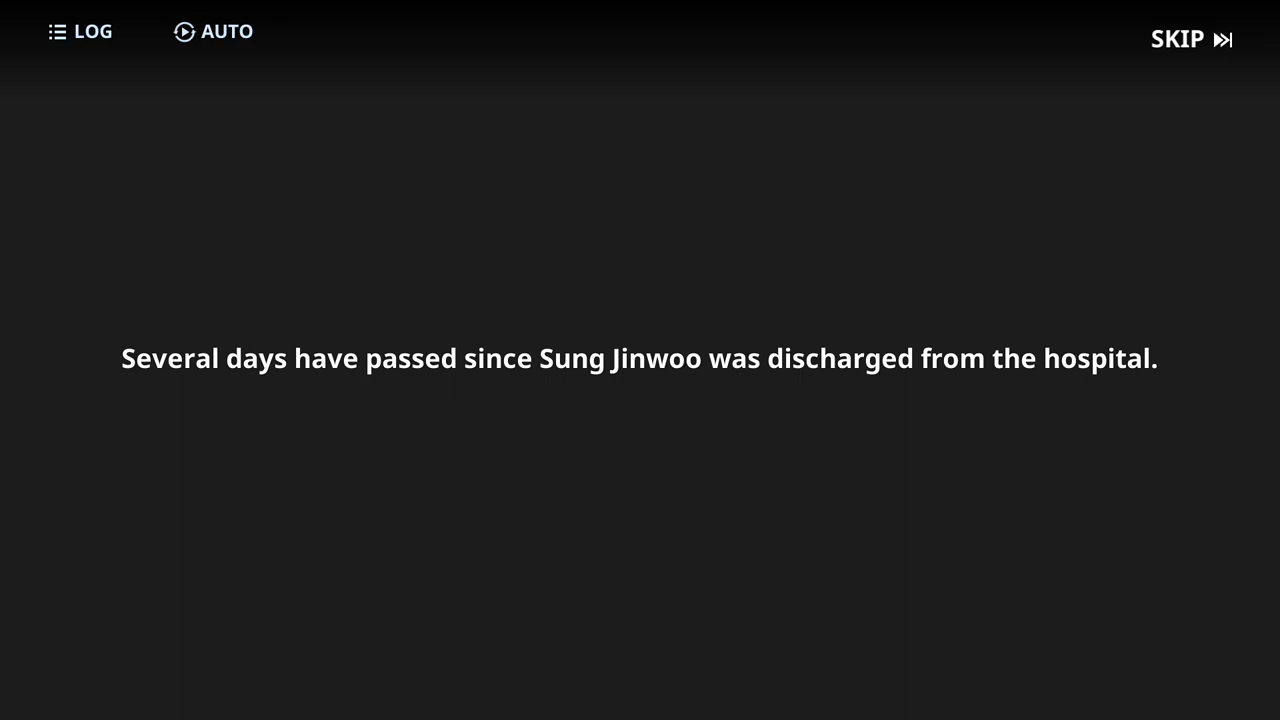 LOG
AUTO
SKIP
Several days have passed since Sung Jinwoo was discharged from the hospital.